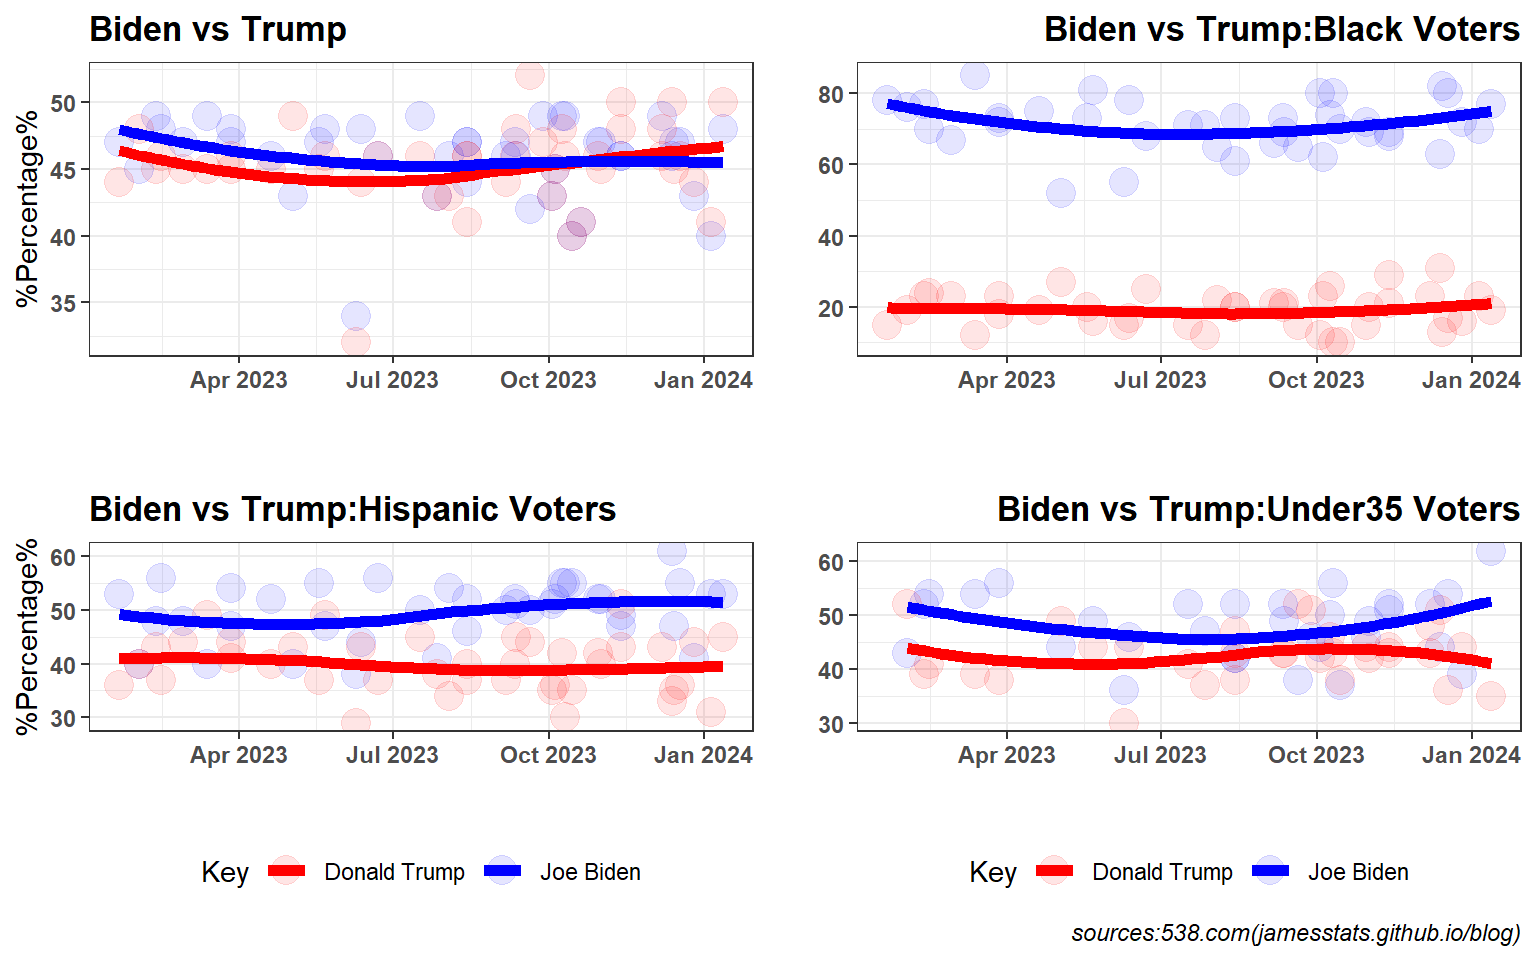 Biden vs Trump
%Percentage%
50
45
40
35
Apr 2023 Jul 2023 Oct 2023 Jan 2024
Biden vs Trump:Black Voters
80
60
40
20
Apr 2023 Jul 2023 Oct 2023 Jan 2024
Biden vs Trump:Hispanic Voters
%Percentage%
60
50
40
30
Apr 2023 Jul 2023 Oct 2023 Jan 2024
Biden vs Trump:Under35 Voters
60
50
40
30
Apr 2023 Jul 2023 Oct 2023 Jan 2024
Key Donald Trump Joe Biden
Key Donald Trump Joe Biden
sources:538.com(jamesstats.github.io/blog)